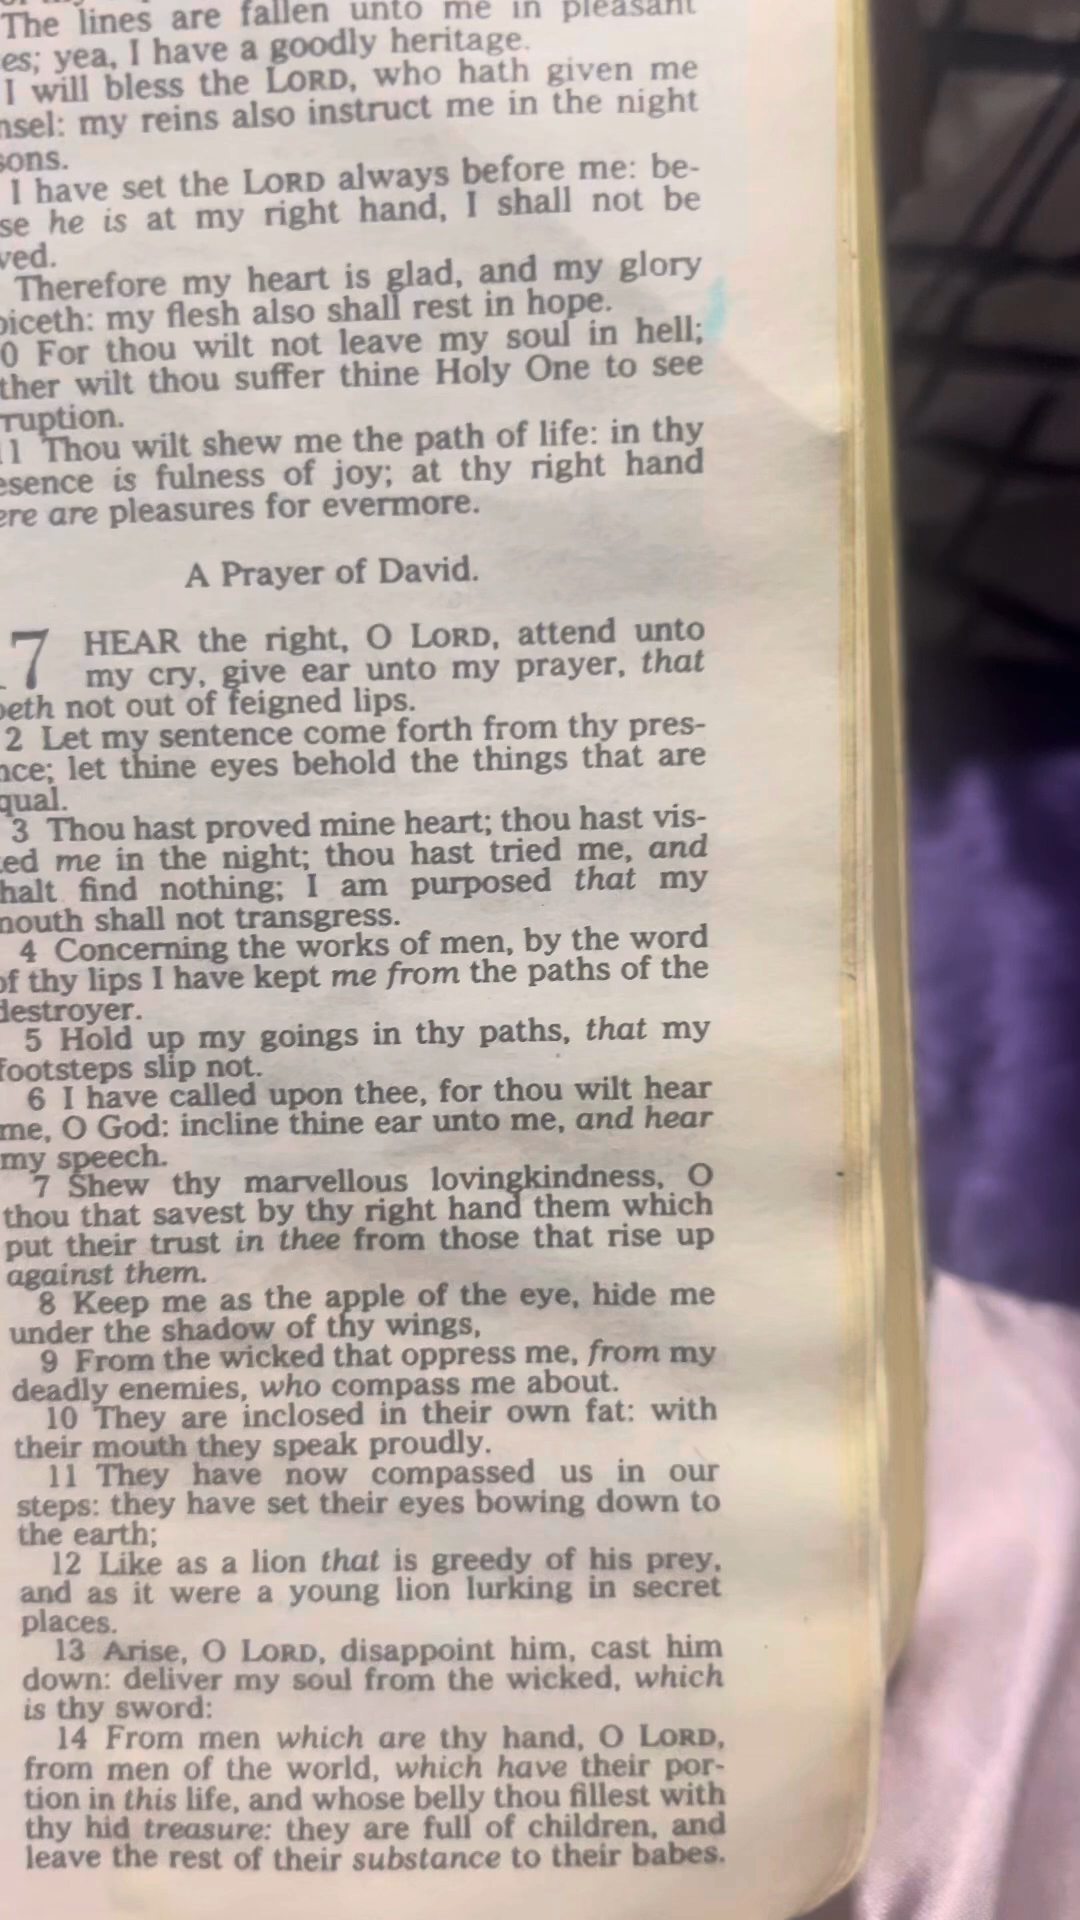 The lines are fallen unto me in pleasant
es; yea, I have a goodly heritage.
I will bless the LORD, who hath given me
nsel: my reins also instruct me in the night
sons.
I have set the LORD always before me: be-
se he is at my right hand, I shall not be
ved.
Therefore my heart is glad, and my glory
oiceth: my flesh also shall rest in hope.
0 For thou wilt not leave my soul in hell;
ther wilt thou suffer thine Holy One to see
ruption.
11 Thou wilt shew me the path of life: in thy
esence is fulness of joy; at thy right hand
ere are pleasures for evermore.
A Prayer of David.
17 HEAR the right, O LORD, attend unto
my cry, give ear unto my prayer, that
oeth not out of feigned lips.
2 Let my sentence come forth from thy pres-
nce; let thine eyes behold the things that are
qual.
3 Thou hast proved mine heart; thou hast vis-
ted me in the night; thou hast tried me, and
halt find nothing; I am purposed that my
mouth shall not transgress.
4 Concerning the works of men, by the word
of thy lips I have kept me from the paths of the
destroyer.
5 Hold up my goings in thy paths, that my
footsteps slip not.
6 I have called upon thee, for thou wilt hear
me, O God: incline thine ear unto me, and hear
my speech.
7 Shew thy marvellous lovingkindness, O
thou that savest by thy right hand them which
put their trust in thee from those that rise up
against them.
8 Keep me as the apple of the eye, hide me
under the shadow of thy wings,
9 From the wicked that oppress me, from my
deadly enemies, who compass me about.
10 They are inclosed in their own fat: with
their mouth they speak proudly.
11 They have now compassed us in our
steps: they have set their eyes bowing down to
the earth;
12 Like as a lion that is greedy of his prey,
and as it were a young lion lurking in secret
places.
13 Arise, O LORD, disappoint him, cast him
down: deliver my soul from the wicked, which
is thy sword:
14 From men which are thy hand, O LORD,
from men of the world, which have their por-
tion in this life, and whose belly thou fillest with
thy hid treasure: they are full of children, and
leave the rest of their substance to their babes.